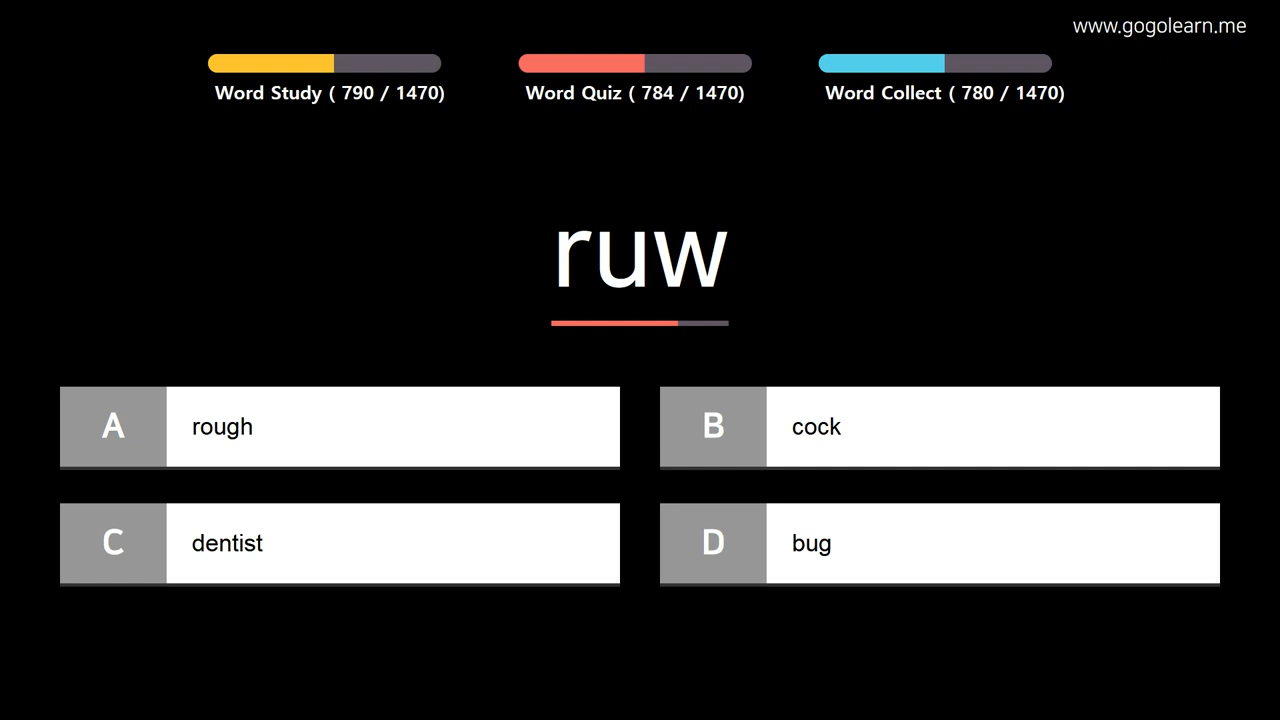 www.gogolearn.me
Word Study ( 790 / 1470)
Word Quiz ( 784 / 1470)
Word Collect ( 780 / 1470)
ruw
A rough
B cock
C dentist
D bug